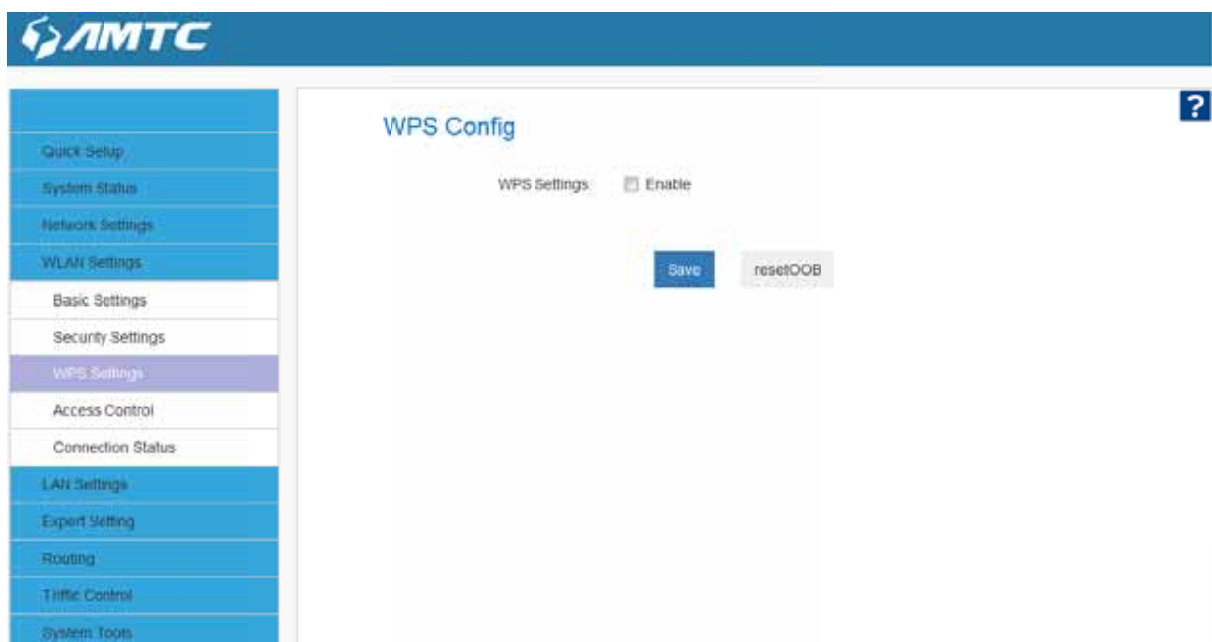 AMTC
?
Quick Setup
System Status
Network Settings
WLAN Settings
Basic Settings
Security Settings
WPS Settings
Access Control
Connection Status
LAN Settings
Expert Setting
Routing
Triffic Control
System Tools
WPS Config
WPS Settings: Enable
Save resetOOB